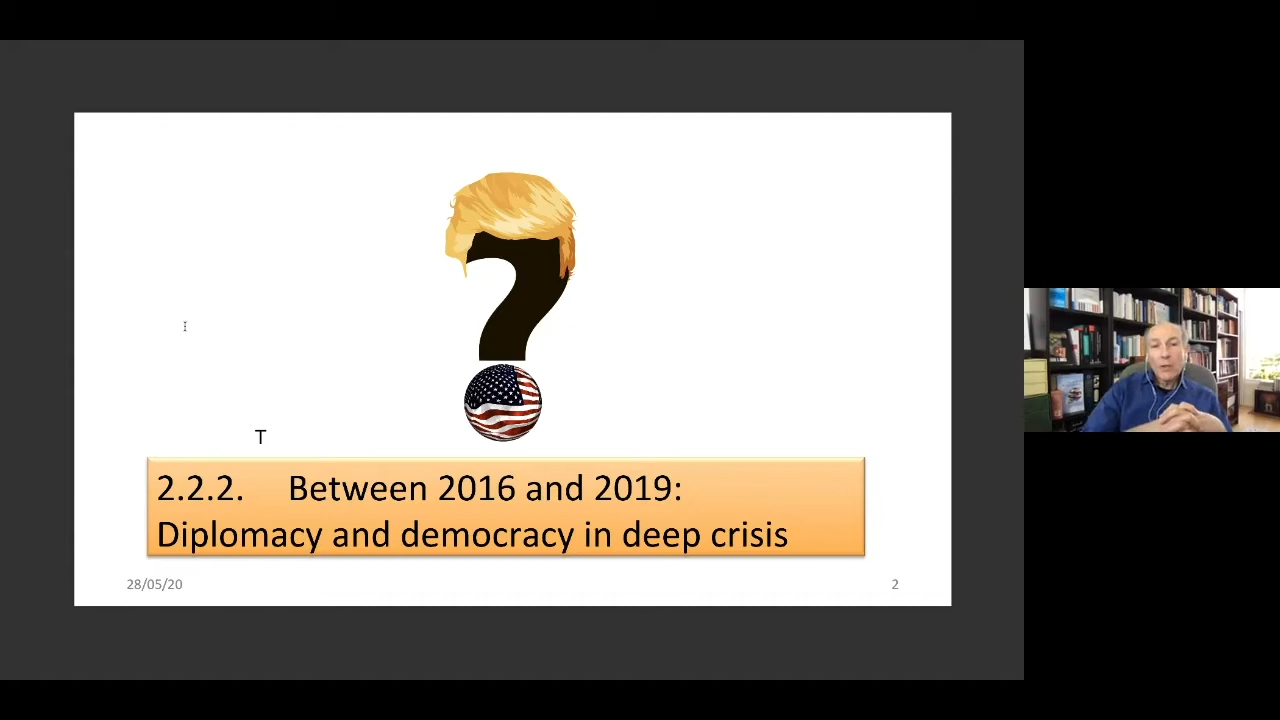 ?
T
2.2.2. Between 2016 and 2019:
Diplomacy and democracy in deep crisis
28/05/20
2